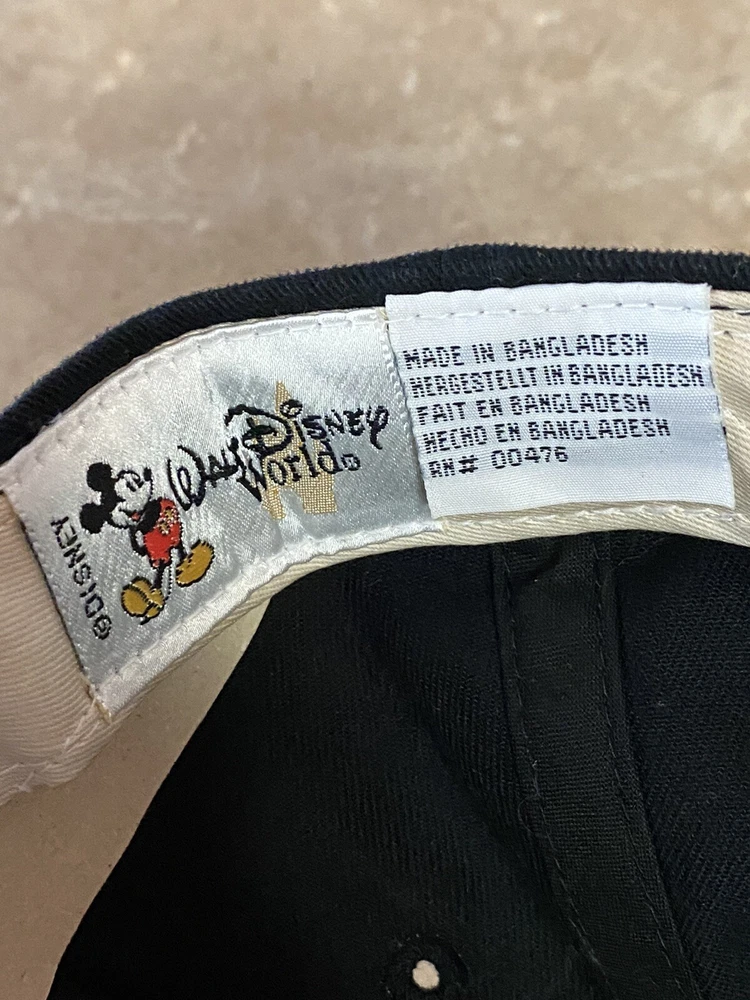 ©DISNEY
Walt Disney
World®
MADE IN BANGLADESH
HERGESTELLT IN BANGLADESH
FAIT EN BANGLADESH
HECHO EN BANGLADESH
RN# 00476